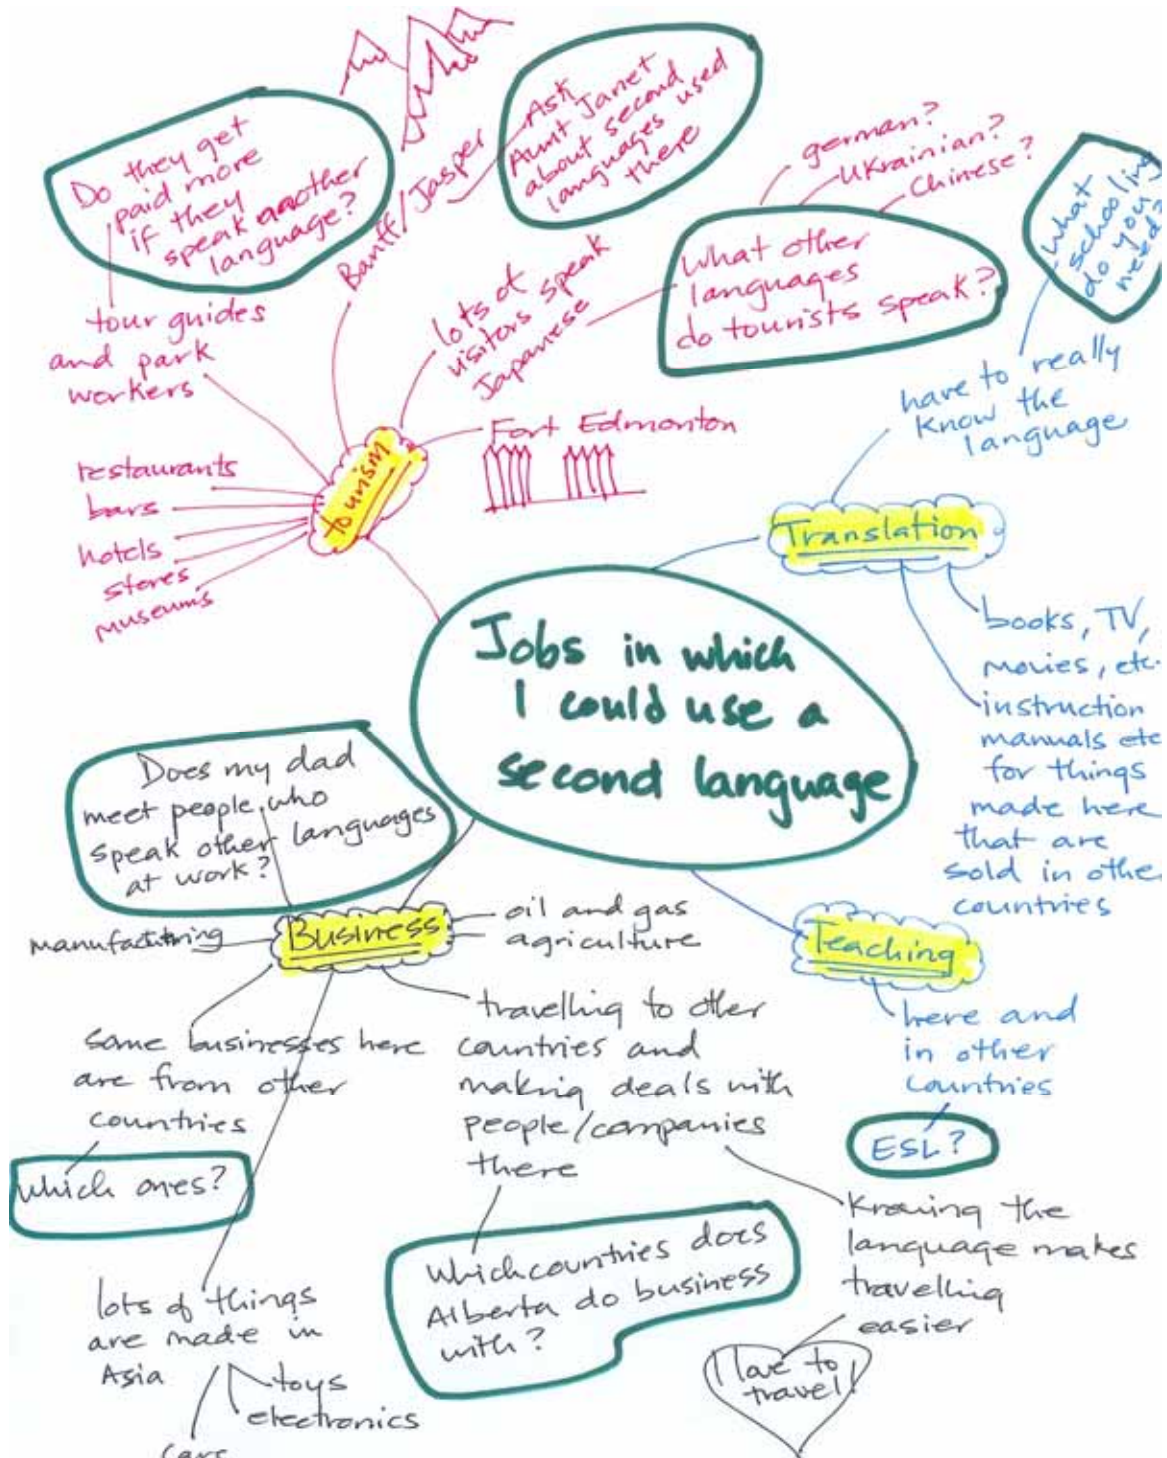 Do they get
paid more
if they
speak another
language?
tour guides
and park
workers
Banff/Jasper
Ask
Aunt Janet
about second
languages used
there
lots of
visitors speak
Japanese
What other
languages
do tourists speak?
german?
Ukrainian?
Chinese?
What
schooling
do you
need?
have to really
know the
language
restaurants
bars
hotels
stores
museums
tourism
Fort Edmonton
Translation
books, TV,
movies, etc.
instruction
manuals etc
for things
made here
that are
sold in other
countries
Jobs in which
I could use a
second language
Does my dad
meet people who
speak other languages
at work?
manufacturing
Business
oil and gas
agriculture
Teaching
here and
in other
countries
ESL?
some businesses here
are from other
countries
Which ones?
travelling to other
countries and
making deals with
people/companies
there
Which countries does
Alberta do business
with?
Knowing the
language makes
travelling
easier
I love to
travel!
lots of things
are made in
Asia
toys
electronics
cars